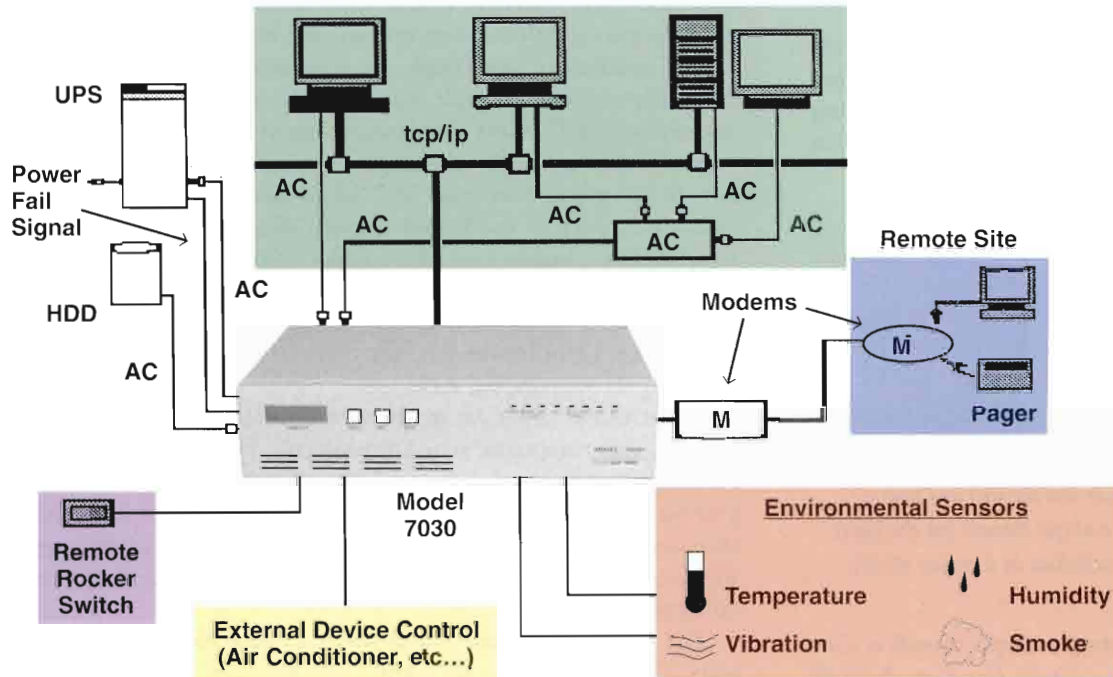 UPS
tcp/ip
Power
Fail
Signal
AC
AC
AC
AC
AC
AC
HDD
AC
AC
Remote Site
Modems
M
M
Pager
Model
7030
Remote
Rocker
Switch
External Device Control
(Air Conditioner, etc...)
Environmental Sensors
Temperature
Humidity
Vibration
Smoke